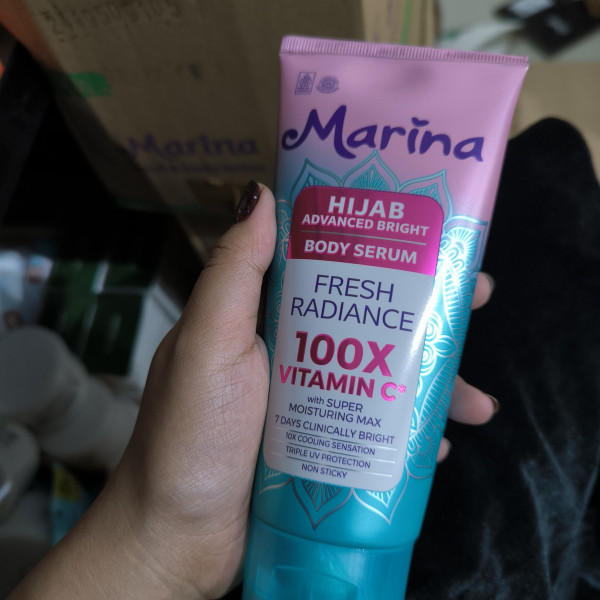 Marina
HIJAB
ADVANCED BRIGHT
BODY SERUM
FRESH
RADIANCE
100X
VITAMIN C*
with SUPER
MOISTURING MAX
7 DAYS CLINICALLY BRIGHT
10X COOLING SENSATION
TRIPLE UV PROTECTION
NON STICKY
Marina